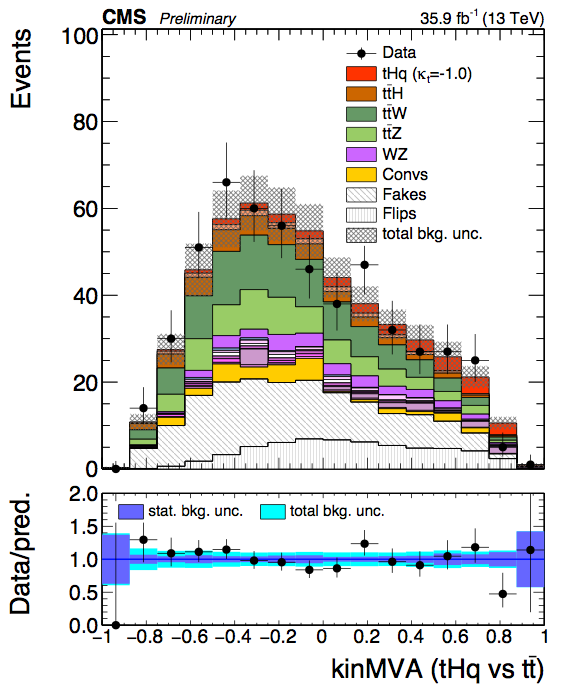 CMS Preliminary 35.9 fb⁻¹ (13 TeV)
Events
100
80
60
40
20
0
Data
tHq (κₜ=-1.0)
tt̄H
tt̄W
tt̄Z
WZ
Convs
Fakes
Flips
total bkg. unc.
Data/pred.
2.0
1.5
1.0
0.5
0.0
stat. bkg. unc. total bkg. unc.
−1 −0.8 −0.6 −0.4 −0.2 0 0.2 0.4 0.6 0.8 1
kinMVA (tHq vs tt̄)